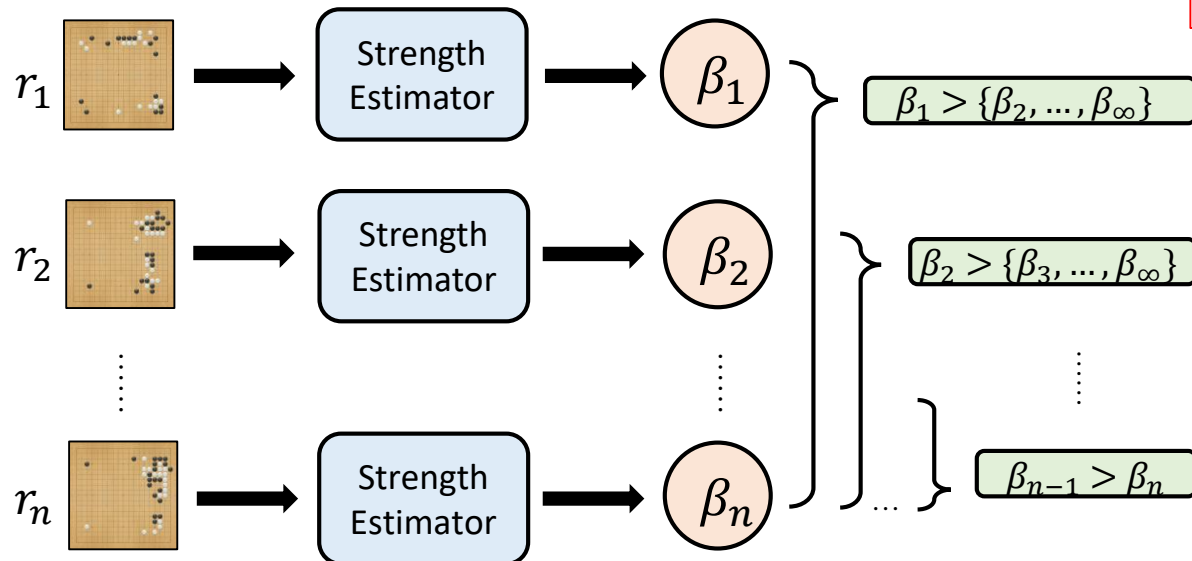 r₁
Strength
Estimator
β₁
β₁ > {β₂, … , β∞}
r₂
Strength
Estimator
β₂
β₂ > {β₃, … , β∞}
rₙ
Strength
Estimator
βₙ
...
βₙ₋₁ > βₙ